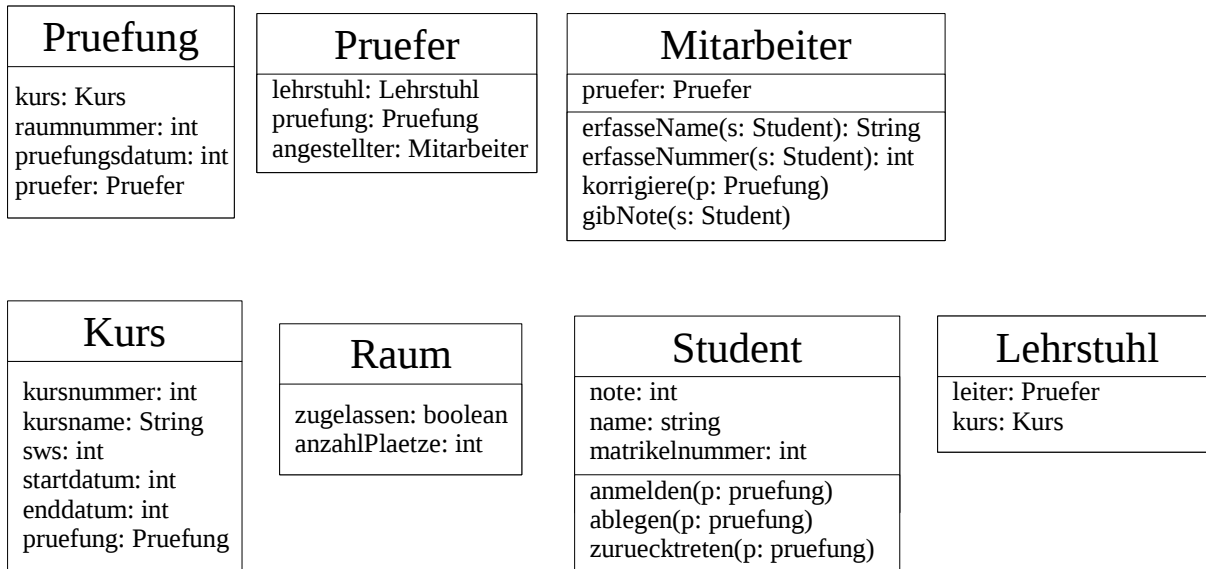 Pruefung
kurs: Kurs
raumnummer: int
pruefungsdatum: int
pruefer: Pruefer
Pruefer
lehrstuhl: Lehrstuhl
pruefung: Pruefung
angestellter: Mitarbeiter
Mitarbeiter
pruefer: Pruefer
erfasseName(s: Student): String
erfasseNummer(s: Student): int
korrigiere(p: Pruefung)
gibNote(s: Student)
Kurs
kursnummer: int
kursname: String
sws: int
startdatum: int
enddatum: int
pruefung: Pruefung
Raum
zugelassen: boolean
anzahlPlaetze: int
Student
note: int
name: string
matrikelnummer: int
anmelden(p: pruefung)
ablegen(p: pruefung)
zuruecktreten(p: pruefung)
Lehrstuhl
leiter: Pruefer
kurs: Kurs